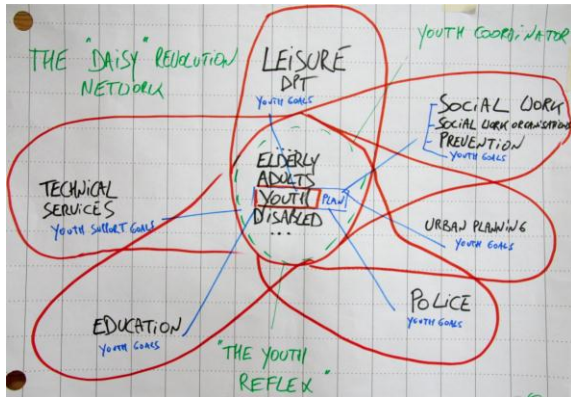 THE "DAISY" REVOLUTION
NETWORK
LEISURE
DPT
YOUTH GOALS
YOUTH COORDINATOR
SOCIAL WORK
SOCIAL WORK ORGANISATIONS
PREVENTION
YOUTH GOALS
ELDERLY
ADULTS
YOUTH PLAN
DISABLED
...
TECHNICAL
SERVICES
YOUTH SUPPORT GOALS
URBAN PLANNING
YOUTH GOALS
POLICE
YOUTH GOALS
EDUCATION
YOUTH GOALS
"THE YOUTH
REFLEX"